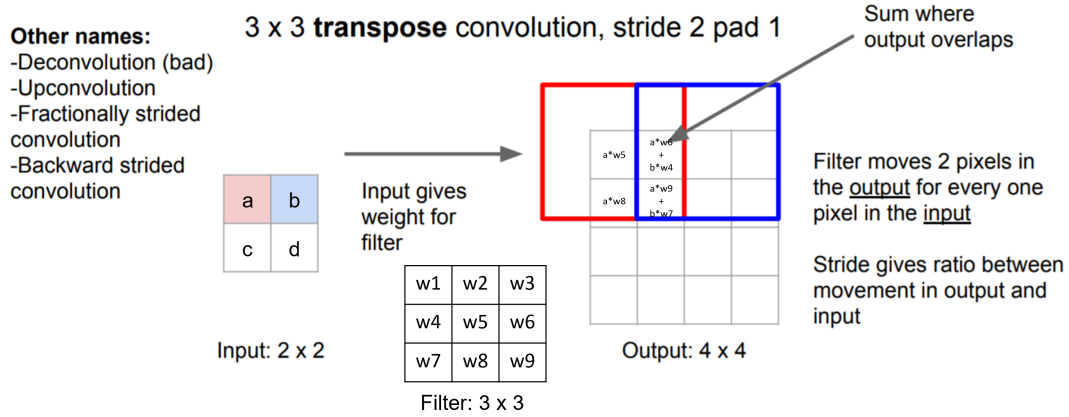 3 x 3 transpose convolution, stride 2 pad 1
Other names:
-Deconvolution (bad)
-Upconvolution
-Fractionally strided
convolution
-Backward strided
convolution
a b
c d
Input: 2 x 2
Input gives
weight for
filter
w1 w2 w3
w4 w5 w6
w7 w8 w9
Filter: 3 x 3
Sum where
output overlaps
a*w5
a*w6
+
b*w4
a*w8
a*w9
+
b*w7
Output: 4 x 4
Filter moves 2 pixels in
the output for every one
pixel in the input
Stride gives ratio between
movement in output and
input